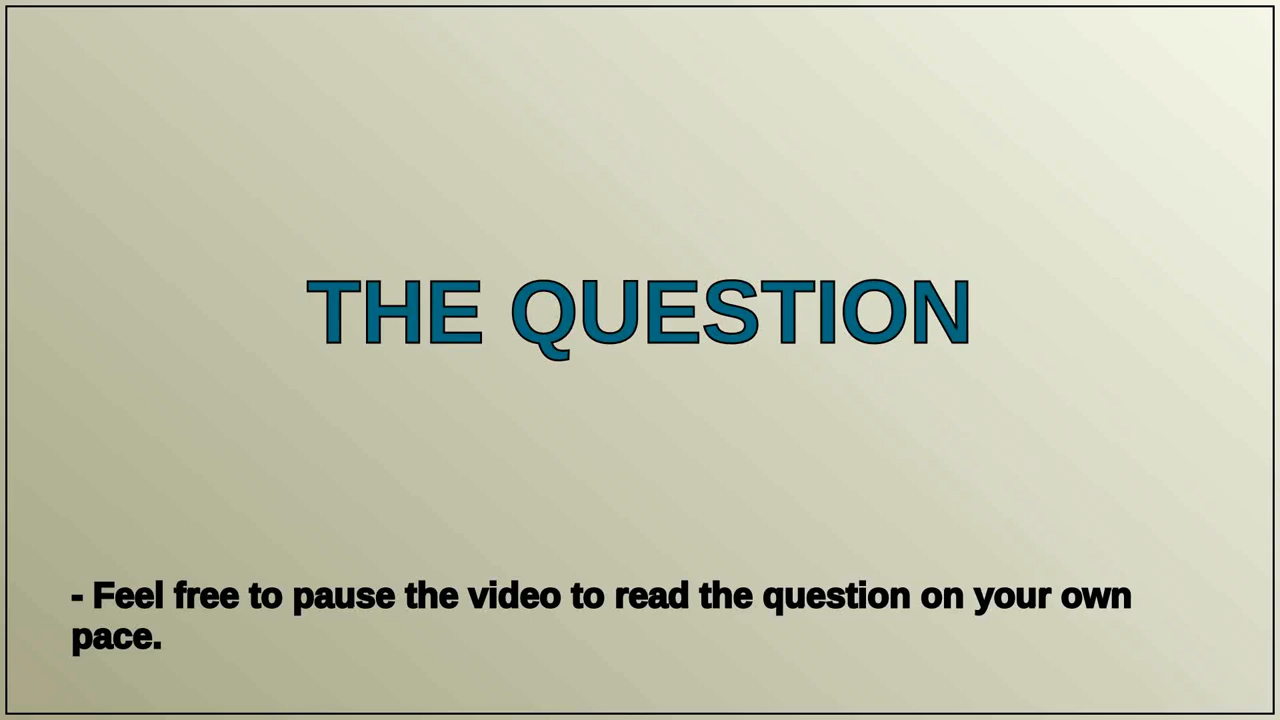 THE QUESTION
- Feel free to pause the video to read the question on your own
pace.